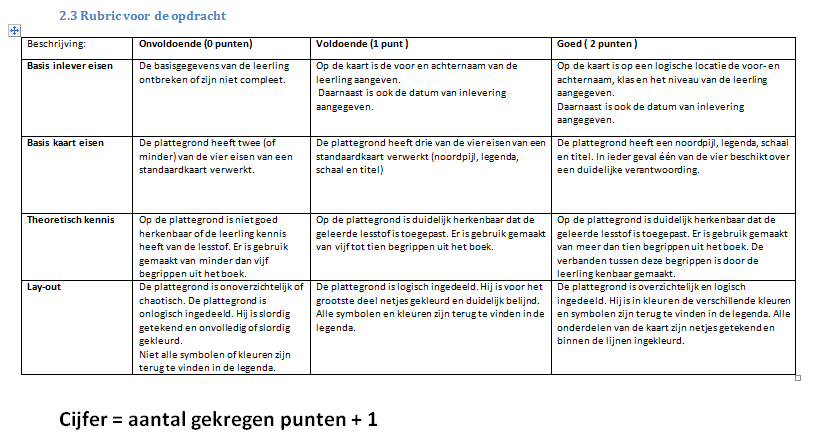 2.3 Rubric voor de opdracht
Beschrijving:
Onvoldoende (0 punten)
Voldoende (1 punt )
Goed ( 2 punten )
Basis inlever eisen
De basisgegevens van de leerling
ontbreken of zijn niet compleet.
Op de kaart is de voor en achternaam van de
leerling aangeven.
Daarnaast is ook de datum van inlevering
aangegeven.
Op de kaart is op een logische locatie de voor- en
achternaam, klas en het niveau van de leerling
aangegeven.
Daarnaast is ook de datum van inlevering
aangegeven.
Basis kaart eisen
De plattegrond heeft twee (of
minder) van de vier eisen van een
standaardkaart verwerkt.
De plattegrond heeft drie van de vier eisen van een
standaardkaart verwerkt (noordpijl, legenda,
schaal en titel)
De plattegrond heeft een noordpijl, legenda, schaal
en titel. In ieder geval één van de vier beschikt over
een duidelijke verantwoording.
Theoretisch kennis
Op de plattegrond is niet goed
herkenbaar of de leerling kennis
heeft van de lesstof. Er is gebruik
gemaakt van minder dan vijf
begrippen uit het boek.
Op de plattegrond is duidelijk herkenbaar dat de
geleerde lesstof is toegepast. Er is gebruik gemaakt
van vijf tot tien begrippen uit het boek.
Op de plattegrond is duidelijk herkenbaar dat de
geleerde lesstof is toegepast. Er is gebruik gemaakt
van meer dan tien begrippen uit het boek. De
verbanden tussen deze begrippen is door de
leerling kenbaar gemaakt.
Lay-out
De plattegrond is onoverzichtelijk of
chaotisch. De plattegrond is
onlogisch ingedeeld. Hij is slordig
getekend en onvolledig of slordig
gekleurd.
Niet alle symbolen of kleuren zijn
terug te vinden in de legenda.
De plattegrond is logisch ingedeeld. Hij is voor het
grootste deel netjes gekleurd en duidelijk belijnd.
Alle symbolen en kleuren zijn terug te vinden in de
legenda.
De plattegrond is overzichtelijk en logisch
ingedeeld. Hij is in kleur en de verschillende kleuren
en symbolen zijn terug te vinden in de legenda. Alle
onderdelen van de kaart zijn netjes getekend en
binnen de lijnen ingekleurd.
Cijfer = aantal gekregen punten + 1